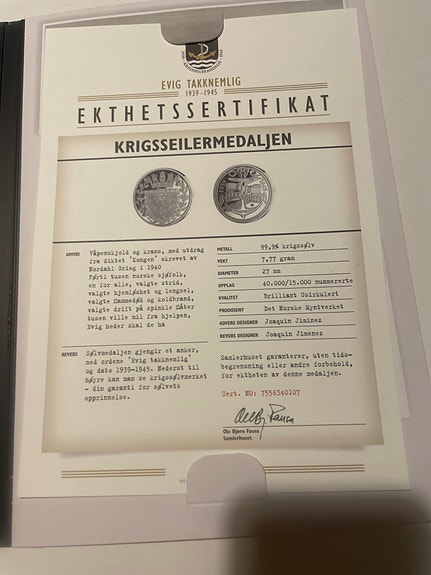 EVIG TAKKNEMLIG
1939-1945
EKTHETSSERTIFIKAT
KRIGSSEILERMEDALJEN
ADVERS Våpenskjold og krans, med utdrag
fra diktet "Kongen" skrevet av
Nordahl Grieg i 1940
Førti tusen norske sjøfolk,
en for alle, valgte strid,
valgte hjemløshet og lengsel,
valgte flammedød og koldbrand,
valgte drift på spinkle flåter
tusen ville mil fra hjelpen,
Evig heder skal de ha
REVERS Sølvmedaljen gjengir et anker,
med ordene "Evig takknemlig"
og dato 1939-1945. Nederst til
høyre kan man se krigssølvmerket
- din garanti for sølvets
opprinnelse.
METALL 99,9% krigssølv
VEKT 7,77 gram
DIAMETER 27 mm
OPPLAG 40.000/15.000 nummererte
KVALITET Brilliant Usirkulert
PRODUSENT Det Norske Myntverket
ADVERS DESIGNER Joaquin Jiminez
REVERS DESIGNER Joaquin Jimenez
Samlerhuset garanterer, uten tids-
begrensning eller andre forbehold,
for ektheten av denne medaljen.
Cert. NO: 7556340107
Ole Bjørn Fausa
Samlerhuset